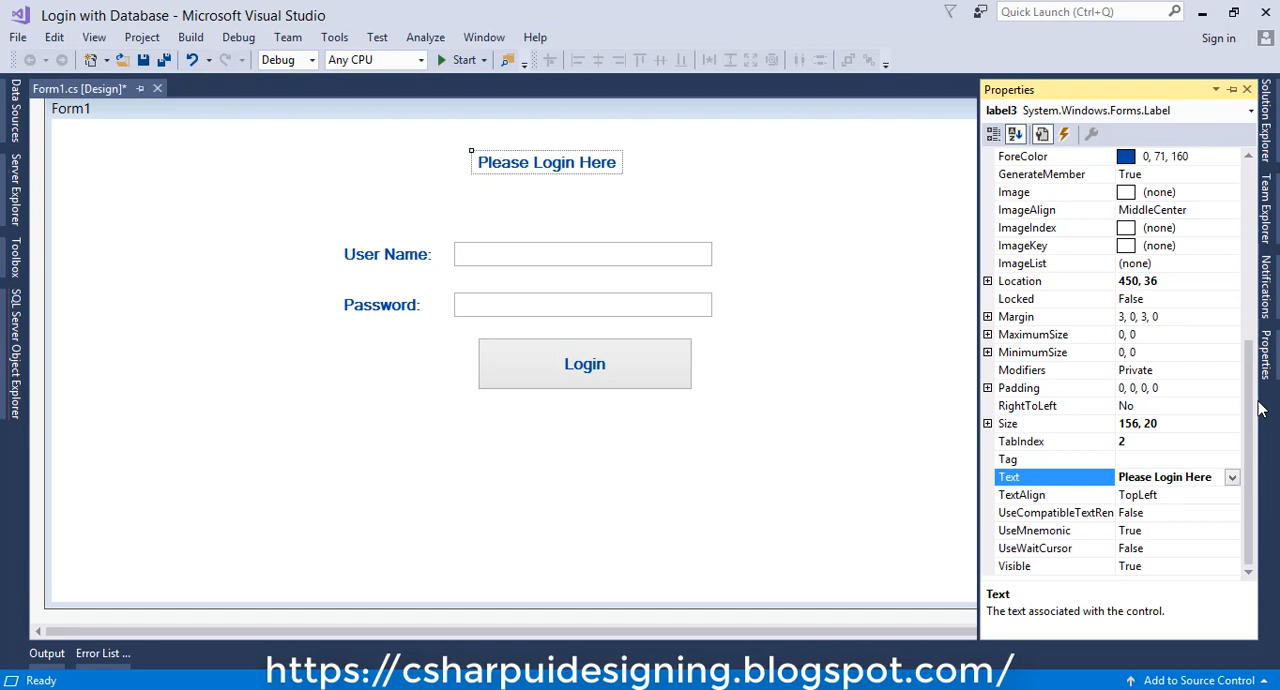 Login with Database - Microsoft Visual Studio
Quick Launch (Ctrl+Q)
File Edit View Project Build Debug Team Tools Test Analyze Window Help
Sign in
Debug Any CPU Start
Form1.cs [Design]*
Properties
Form1
label3 System.Windows.Forms.Label
Data Sources
Server Explorer
Toolbox
SQL Server Object Explorer
Please Login Here
User Name:
Password:
Login
ForeColor 0, 71, 160
GenerateMember True
Image (none)
ImageAlign MiddleCenter
ImageIndex (none)
ImageKey (none)
ImageList (none)
Location 450, 36
Locked False
Margin 3, 0, 3, 0
MaximumSize 0, 0
MinimumSize 0, 0
Modifiers Private
Padding 0, 0, 0, 0
RightToLeft No
Size 156, 20
TabIndex 2
Tag
Text Please Login Here
TextAlign TopLeft
UseCompatibleTextRen False
UseMnemonic True
UseWaitCursor False
Visible True
Text
The text associated with the control.
Solution Explorer
Team Explorer
Notifications
Properties
Output Error List ...
https://csharpuidesigning.blogspot.com/
Ready
Add to Source Control